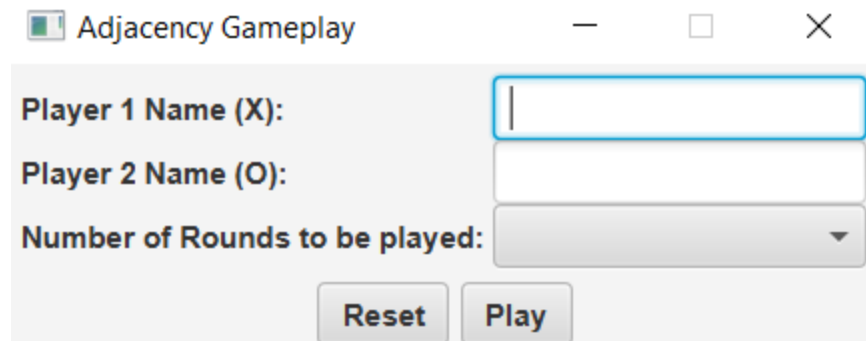 Adjacency Gameplay
Player 1 Name (X):
Player 2 Name (O):
Number of Rounds to be played:
Reset Play